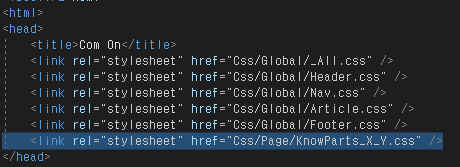 <html>
<head>
<title>Com On</title>
<link rel="stylesheet" href="Css/Global/_All.css" />
<link rel="stylesheet" href="Css/Global/Header.css" />
<link rel="stylesheet" href="Css/Global/Nav.css" />
<link rel="stylesheet" href="Css/Global/Article.css" />
<link rel="stylesheet" href="Css/Global/Footer.css" />
<link rel="stylesheet" href="Css/Page/KnowParts_X_Y.css" />
</head>